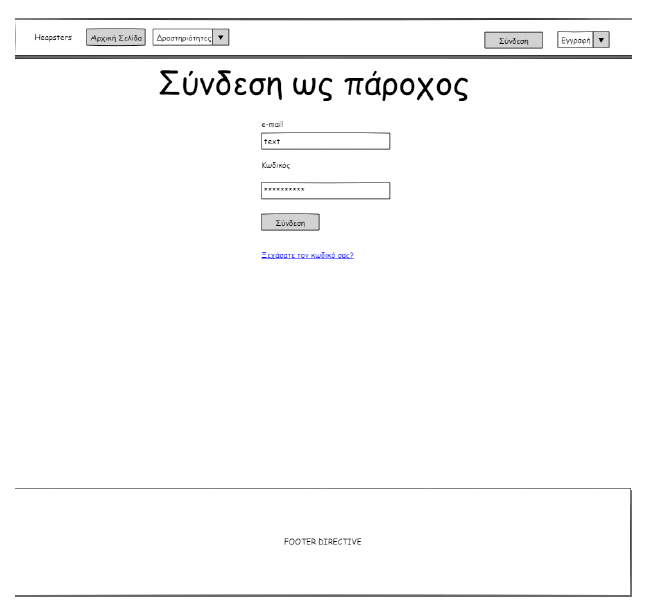 Heapsters Αρχική Σελίδα Δραστηριότητες ▼ Σύνδεση Εγγραφή ▼
Σύνδεση ως πάροχος
e-mail
text
Κωδικός
**********
Σύνδεση
Ξεχάσατε τον κωδικό σας?
FOOTER DIRECTIVE